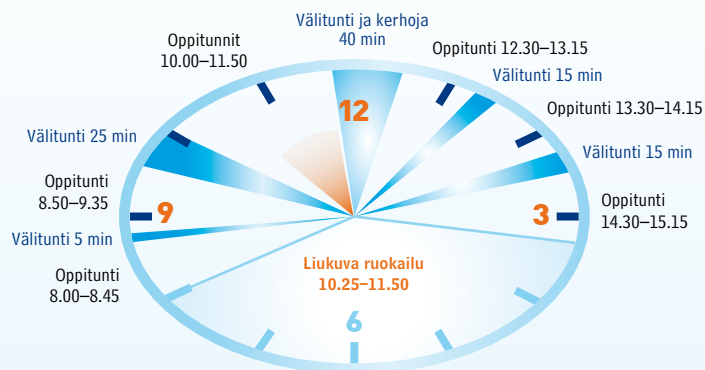 Välitunti ja kerhoja
40 min
Oppitunnit
10.00–11.50
Oppitunti 12.30–13.15
Välitunti 15 min
12
Oppitunti 13.30–14.15
Välitunti 25 min
Välitunti 15 min
Oppitunti
8.50–9.35
9
3
Oppitunti
14.30–15.15
Välitunti 5 min
Oppitunti
8.00–8.45
Liukuva ruokailu
10.25–11.50
6